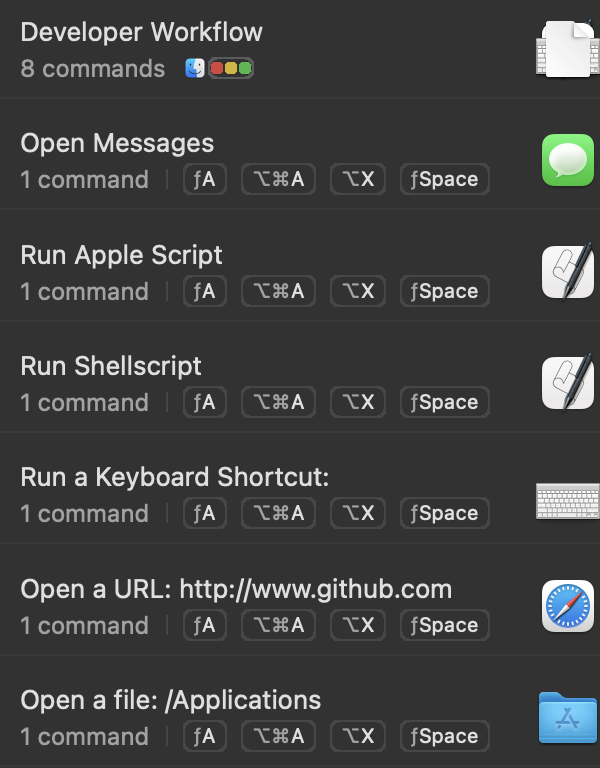 Developer Workflow
8 commands
Open Messages
1 command ƒA ⌥⌘A ⌥X ƒSpace
Run Apple Script
1 command ƒA ⌥⌘A ⌥X ƒSpace
Run Shellscript
1 command ƒA ⌥⌘A ⌥X ƒSpace
Run a Keyboard Shortcut:
1 command ƒA ⌥⌘A ⌥X ƒSpace
Open a URL: http://www.github.com
1 command ƒA ⌥⌘A ⌥X ƒSpace
Open a file: /Applications
1 command ƒA ⌥⌘A ⌥X ƒSpace